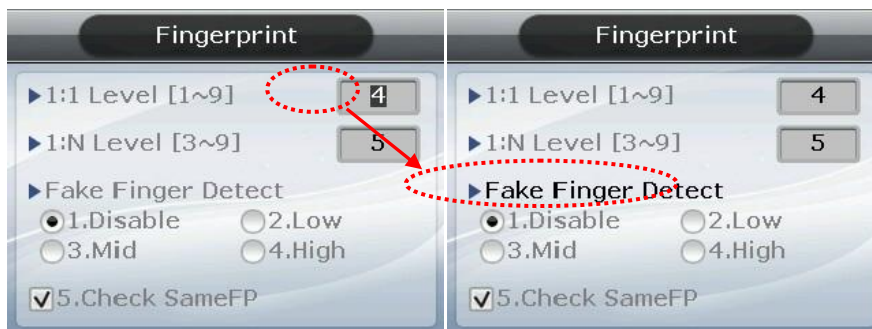 Fingerprint
▶1:1 Level [1~9] 4
▶1:N Level [3~9] 5
▶Fake Finger Detect
1.Disable 2.Low
3.Mid 4.High
5.Check SameFP
Fingerprint
▶1:1 Level [1~9] 4
▶1:N Level [3~9] 5
▶Fake Finger Detect
1.Disable 2.Low
3.Mid 4.High
5.Check SameFP